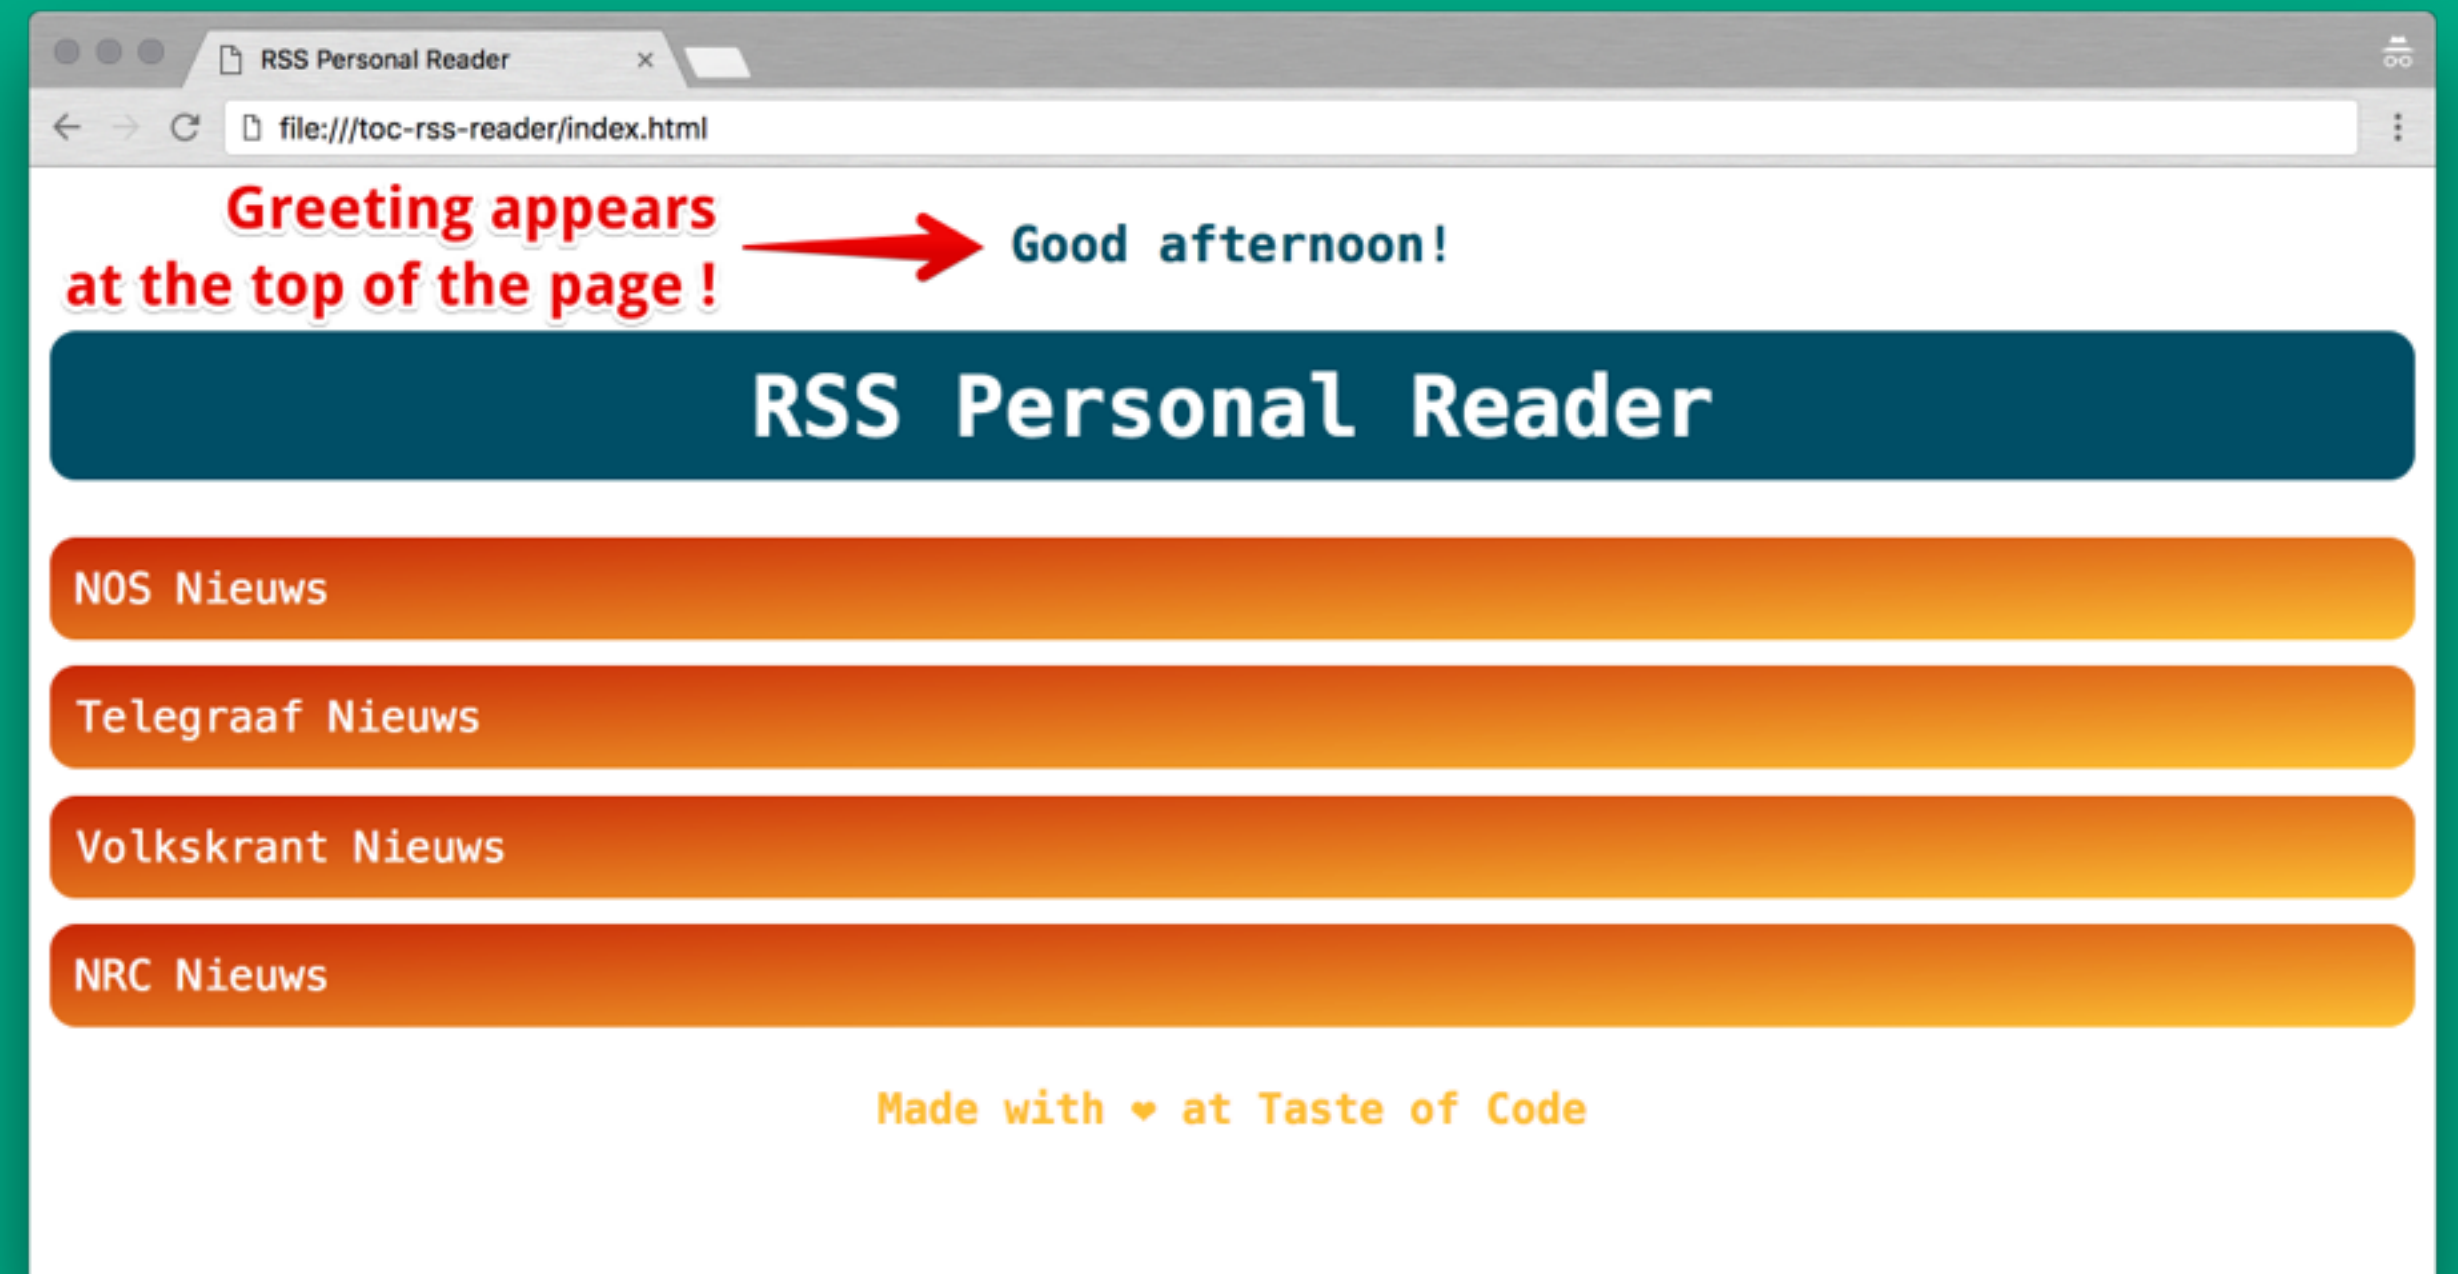 RSS Personal Reader
file:///toc-rss-reader/index.html
Greeting appears
at the top of the page !
Good afternoon!
RSS Personal Reader
NOS Nieuws
Telegraaf Nieuws
Volkskrant Nieuws
NRC Nieuws
Made with ❤ at Taste of Code